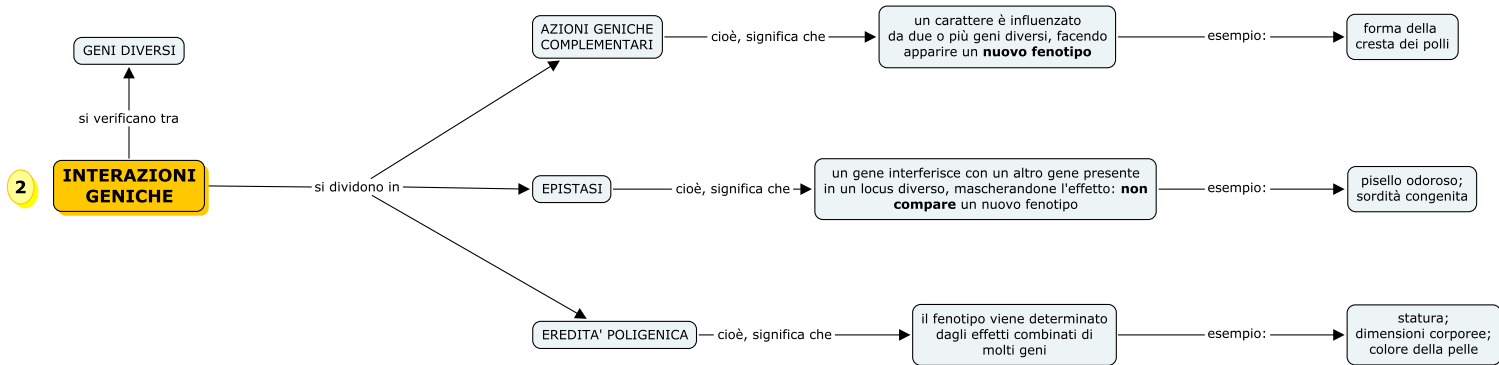 2
INTERAZIONI
GENICHE
si verificano tra
GENI DIVERSI
si dividono in
AZIONI GENICHE
COMPLEMENTARI
cioè, significa che
un carattere è influenzato
da due o più geni diversi, facendo
apparire un nuovo fenotipo
esempio:
forma della
cresta dei polli
EPISTASI
cioè, significa che
un gene interferisce con un altro gene presente
in un locus diverso, mascherandone l'effetto: non
compare un nuovo fenotipo
esempio:
pisello odoroso;
sordità congenita
EREDITA' POLIGENICA
cioè, significa che
il fenotipo viene determinato
dagli effetti combinati di
molti geni
esempio:
statura;
dimensioni corporee;
colore della pelle